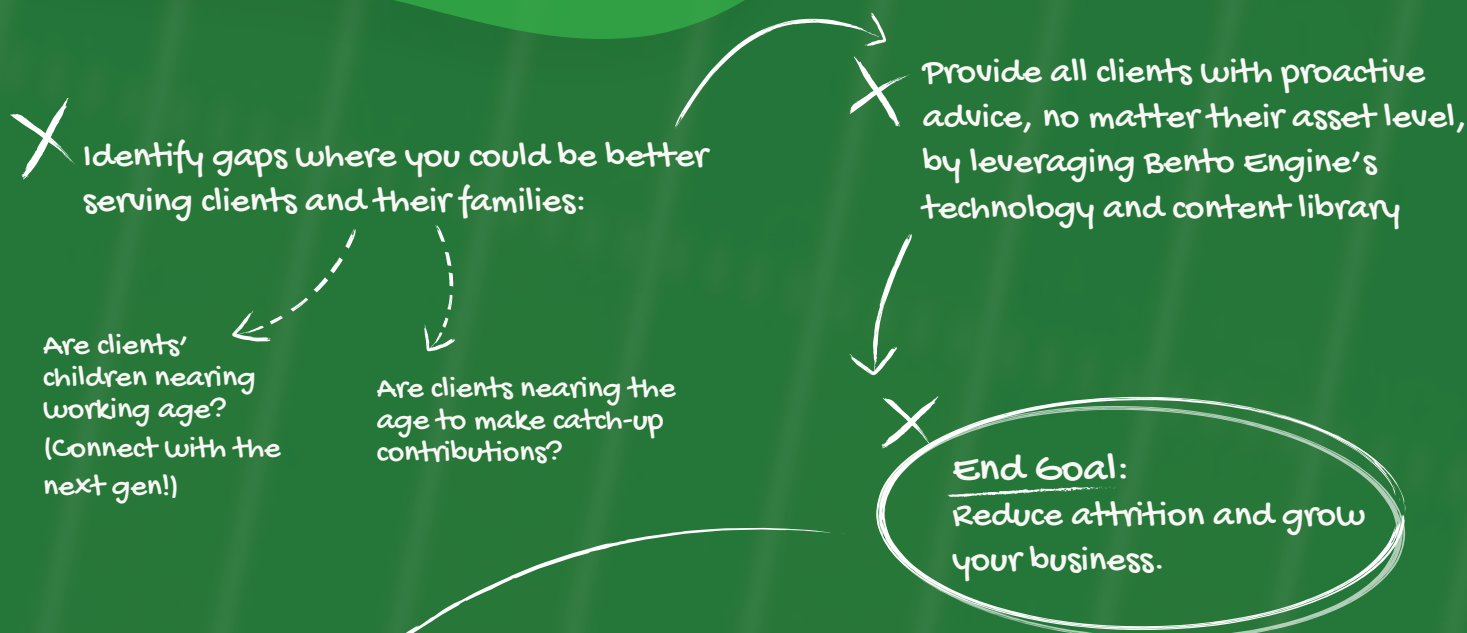 Identify gaps where you could be better
serving clients and their families:
Are clients'
children nearing
working age?
(Connect with the
next gen!)
Are clients nearing the
age to make catch-up
contributions?
Provide all clients with proactive
advice, no matter their asset level,
by leveraging Bento Engine's
technology and content library
End Goal:
Reduce attrition and grow
your business.